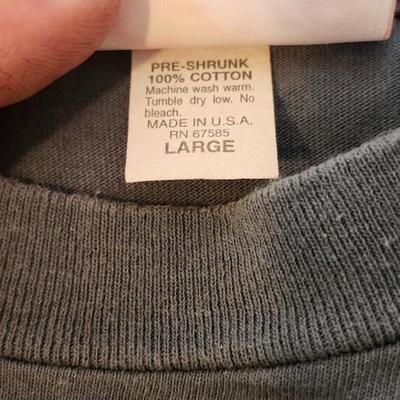 PRE-SHRUNK
100% COTTON
Machine wash warm.
Tumble dry low. No
bleach.
MADE IN U.S.A.
RN 67585
LARGE